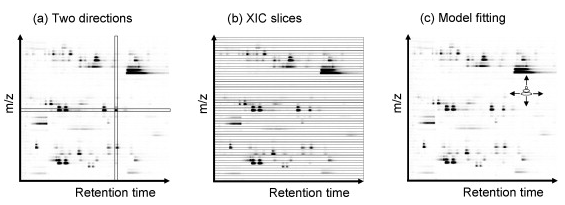 (a) Two directions
(b) XIC slices
(c) Model fitting
m/z
m/z
m/z
Retention time
Retention time
Retention time